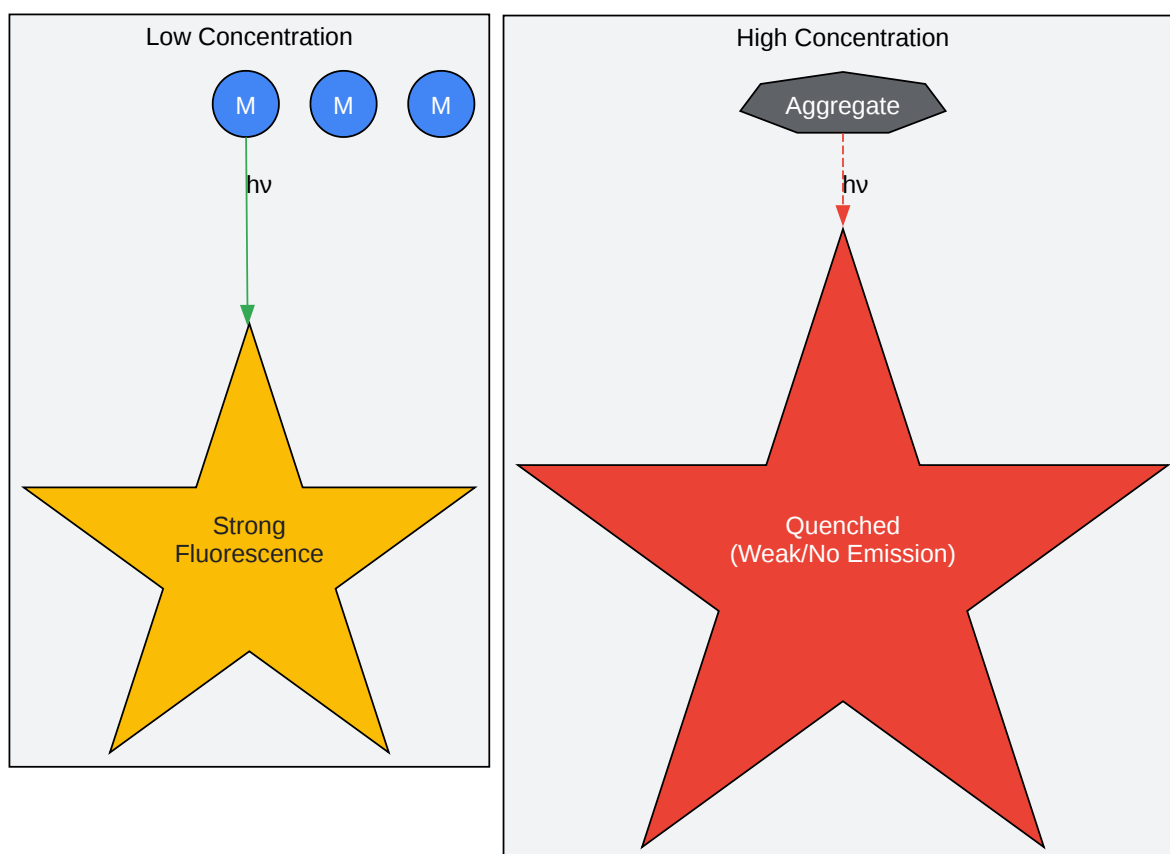 Low Concentration
M M M
hν
Strong
Fluorescence
High Concentration
Aggregate
hν
Quenched
(Weak/No Emission)